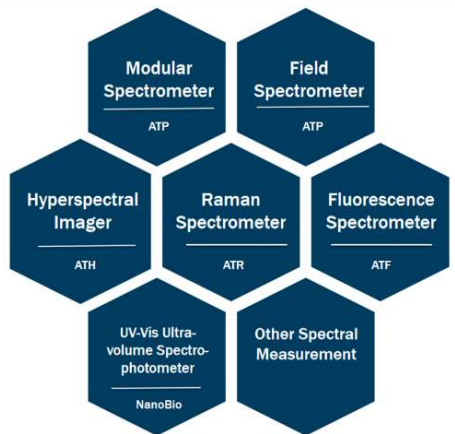 Modular
Spectrometer
ATP
Field
Spectrometer
ATP
Hyperspectral
Imager
ATH
Raman
Spectrometer
ATR
Fluorescence
Spectrometer
ATF
UV-Vis Ultra-
volume Spectro-
photometer
NanoBio
Other Spectral
Measurement